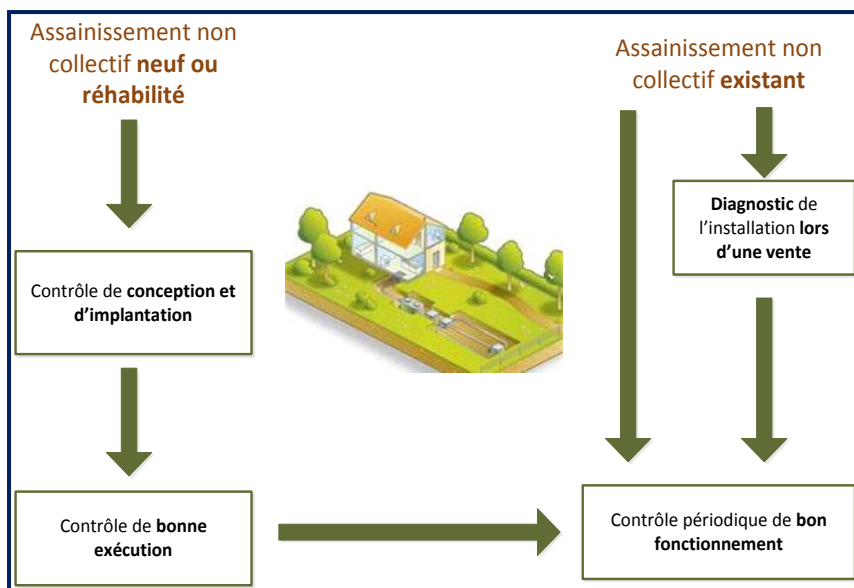 Assainissement non
collectif neuf ou
réhabilité
Contrôle de conception et
d'implantation
Contrôle de bonne
exécution
Assainissement non
collectif existant
Diagnostic de
l'installation lors
d'une vente
Contrôle périodique de bon
fonctionnement